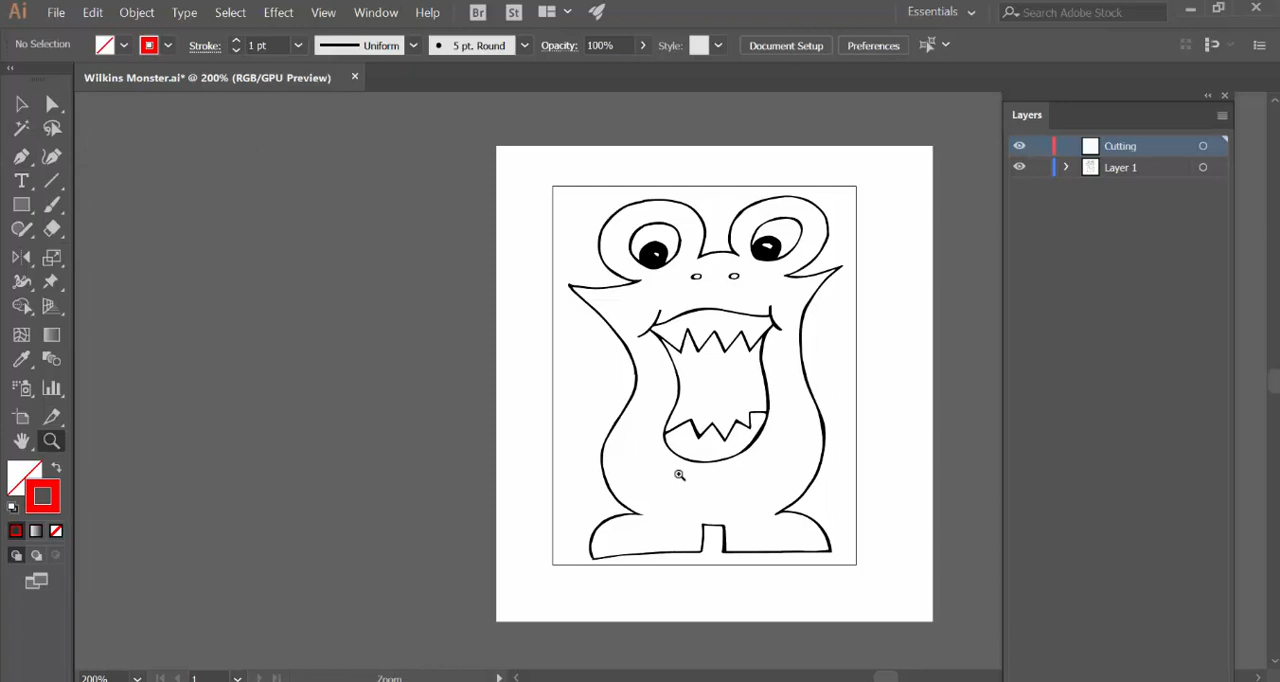 Ai File Edit Object Type Select Effect View Window Help Br St Essentials Search Adobe Stock
No Selection Stroke: 1 pt Uniform 5 pt. Round Opacity: 100% Style: Document Setup Preferences
Wilkins Monster.ai* @ 200% (RGB/GPU Preview)
Layers
Cutting
Layer 1
T
200% 1 Zoom